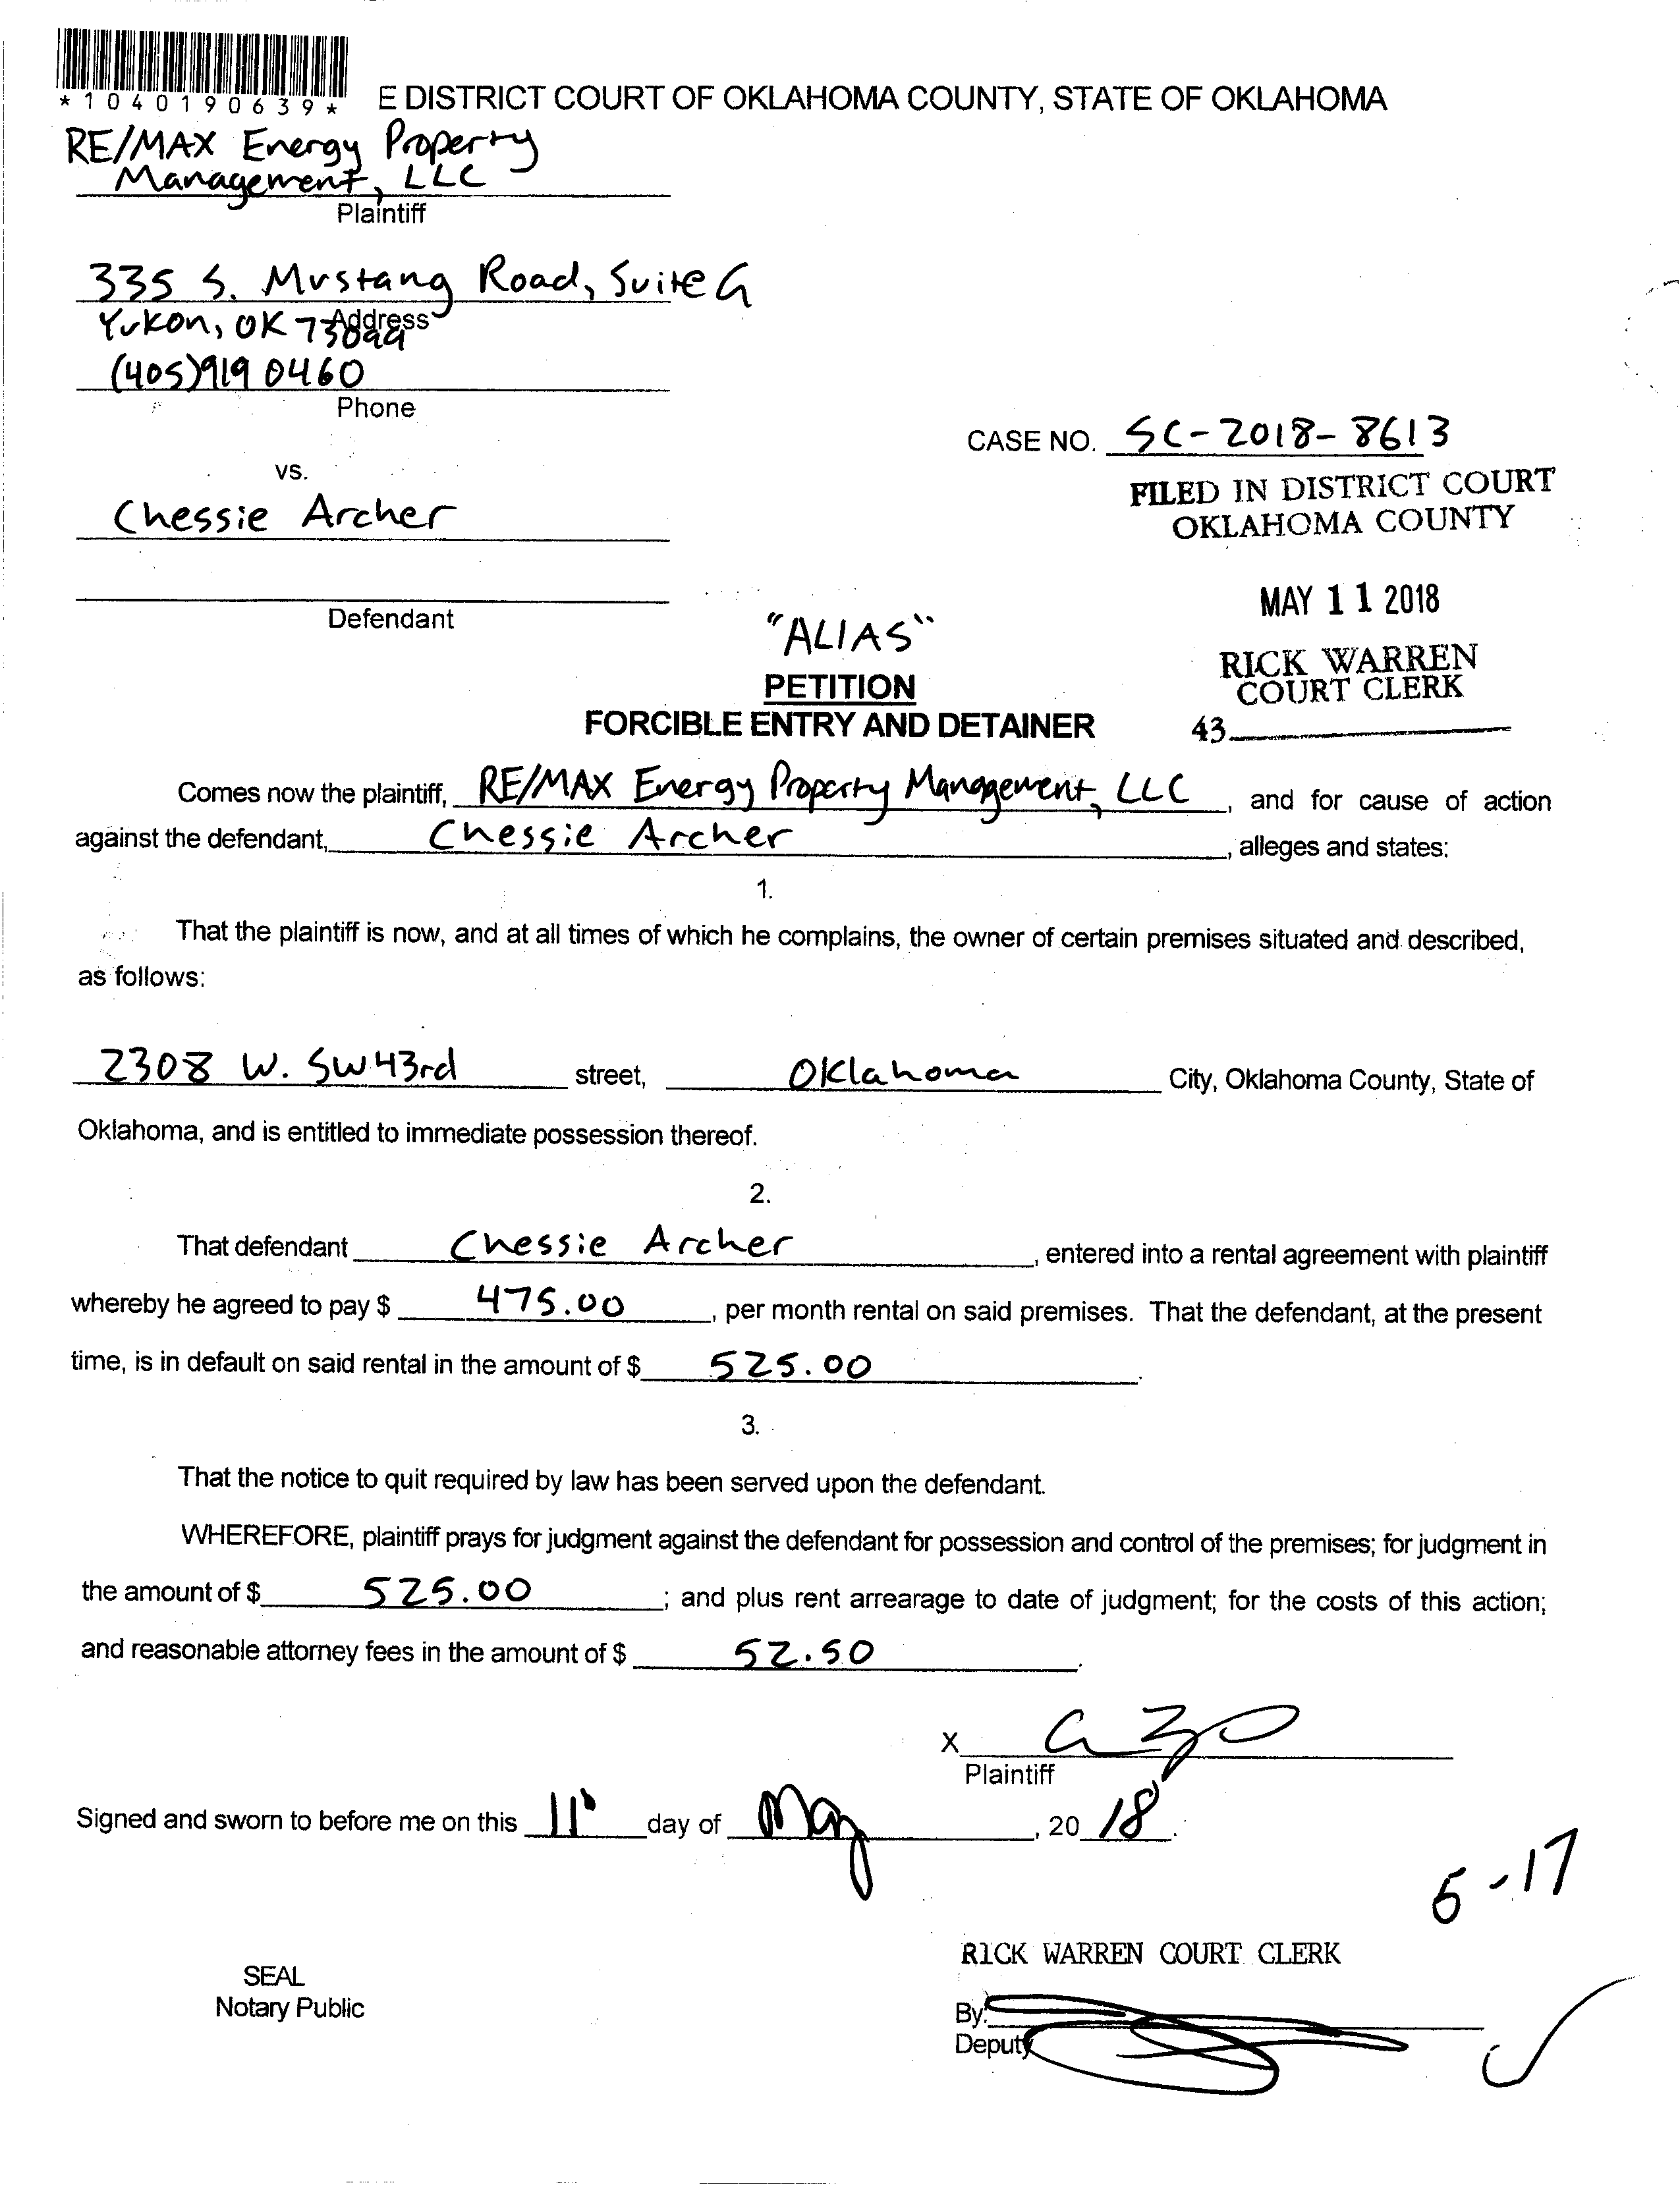 *1040190639*
E DISTRICT COURT OF OKLAHOMA COUNTY, STATE OF OKLAHOMA
RE/MAX Energy Property
Management, LLC
Plaintiff
335 S. Mustang Road, Suite G
Address
Yukon, OK 73099
(405)919 0460
Phone
CASE NO. SC-2018-8613
vs.
FILED IN DISTRICT COURT
OKLAHOMA COUNTY
Chessie Archer
MAY 11 2018
Defendant
"ALIAS"
RICK WARREN
COURT CLERK
PETITION
FORCIBLE ENTRY AND DETAINER
43
Comes now the plaintiff, RE/MAX Energy Property Management, LLC, and for cause of action
against the defendant, Chessie Archer, alleges and states:
1.
That the plaintiff is now, and at all times of which he complains, the owner of certain premises situated and described,
as follows:
2308 W. SW 43rd street, Oklahoma City, Oklahoma County, State of
Oklahoma, and is entitled to immediate possession thereof.
2.
That defendant Chessie Archer, entered into a rental agreement with plaintiff
whereby he agreed to pay $ 475.00, per month rental on said premises. That the defendant, at the present
time, is in default on said rental in the amount of $ 525.00.
3.
That the notice to quit required by law has been served upon the defendant.
WHEREFORE, plaintiff prays for judgment against the defendant for possession and control of the premises; for judgment in
the amount of $ 525.00; and plus rent arrearage to date of judgment; for the costs of this action;
and reasonable attorney fees in the amount of $ 52.50.
X
Plaintiff
Signed and sworn to before me on this 11 day of May, 2018.
5-17
RICK WARREN COURT CLERK
SEAL
Notary Public
By:
Deputy